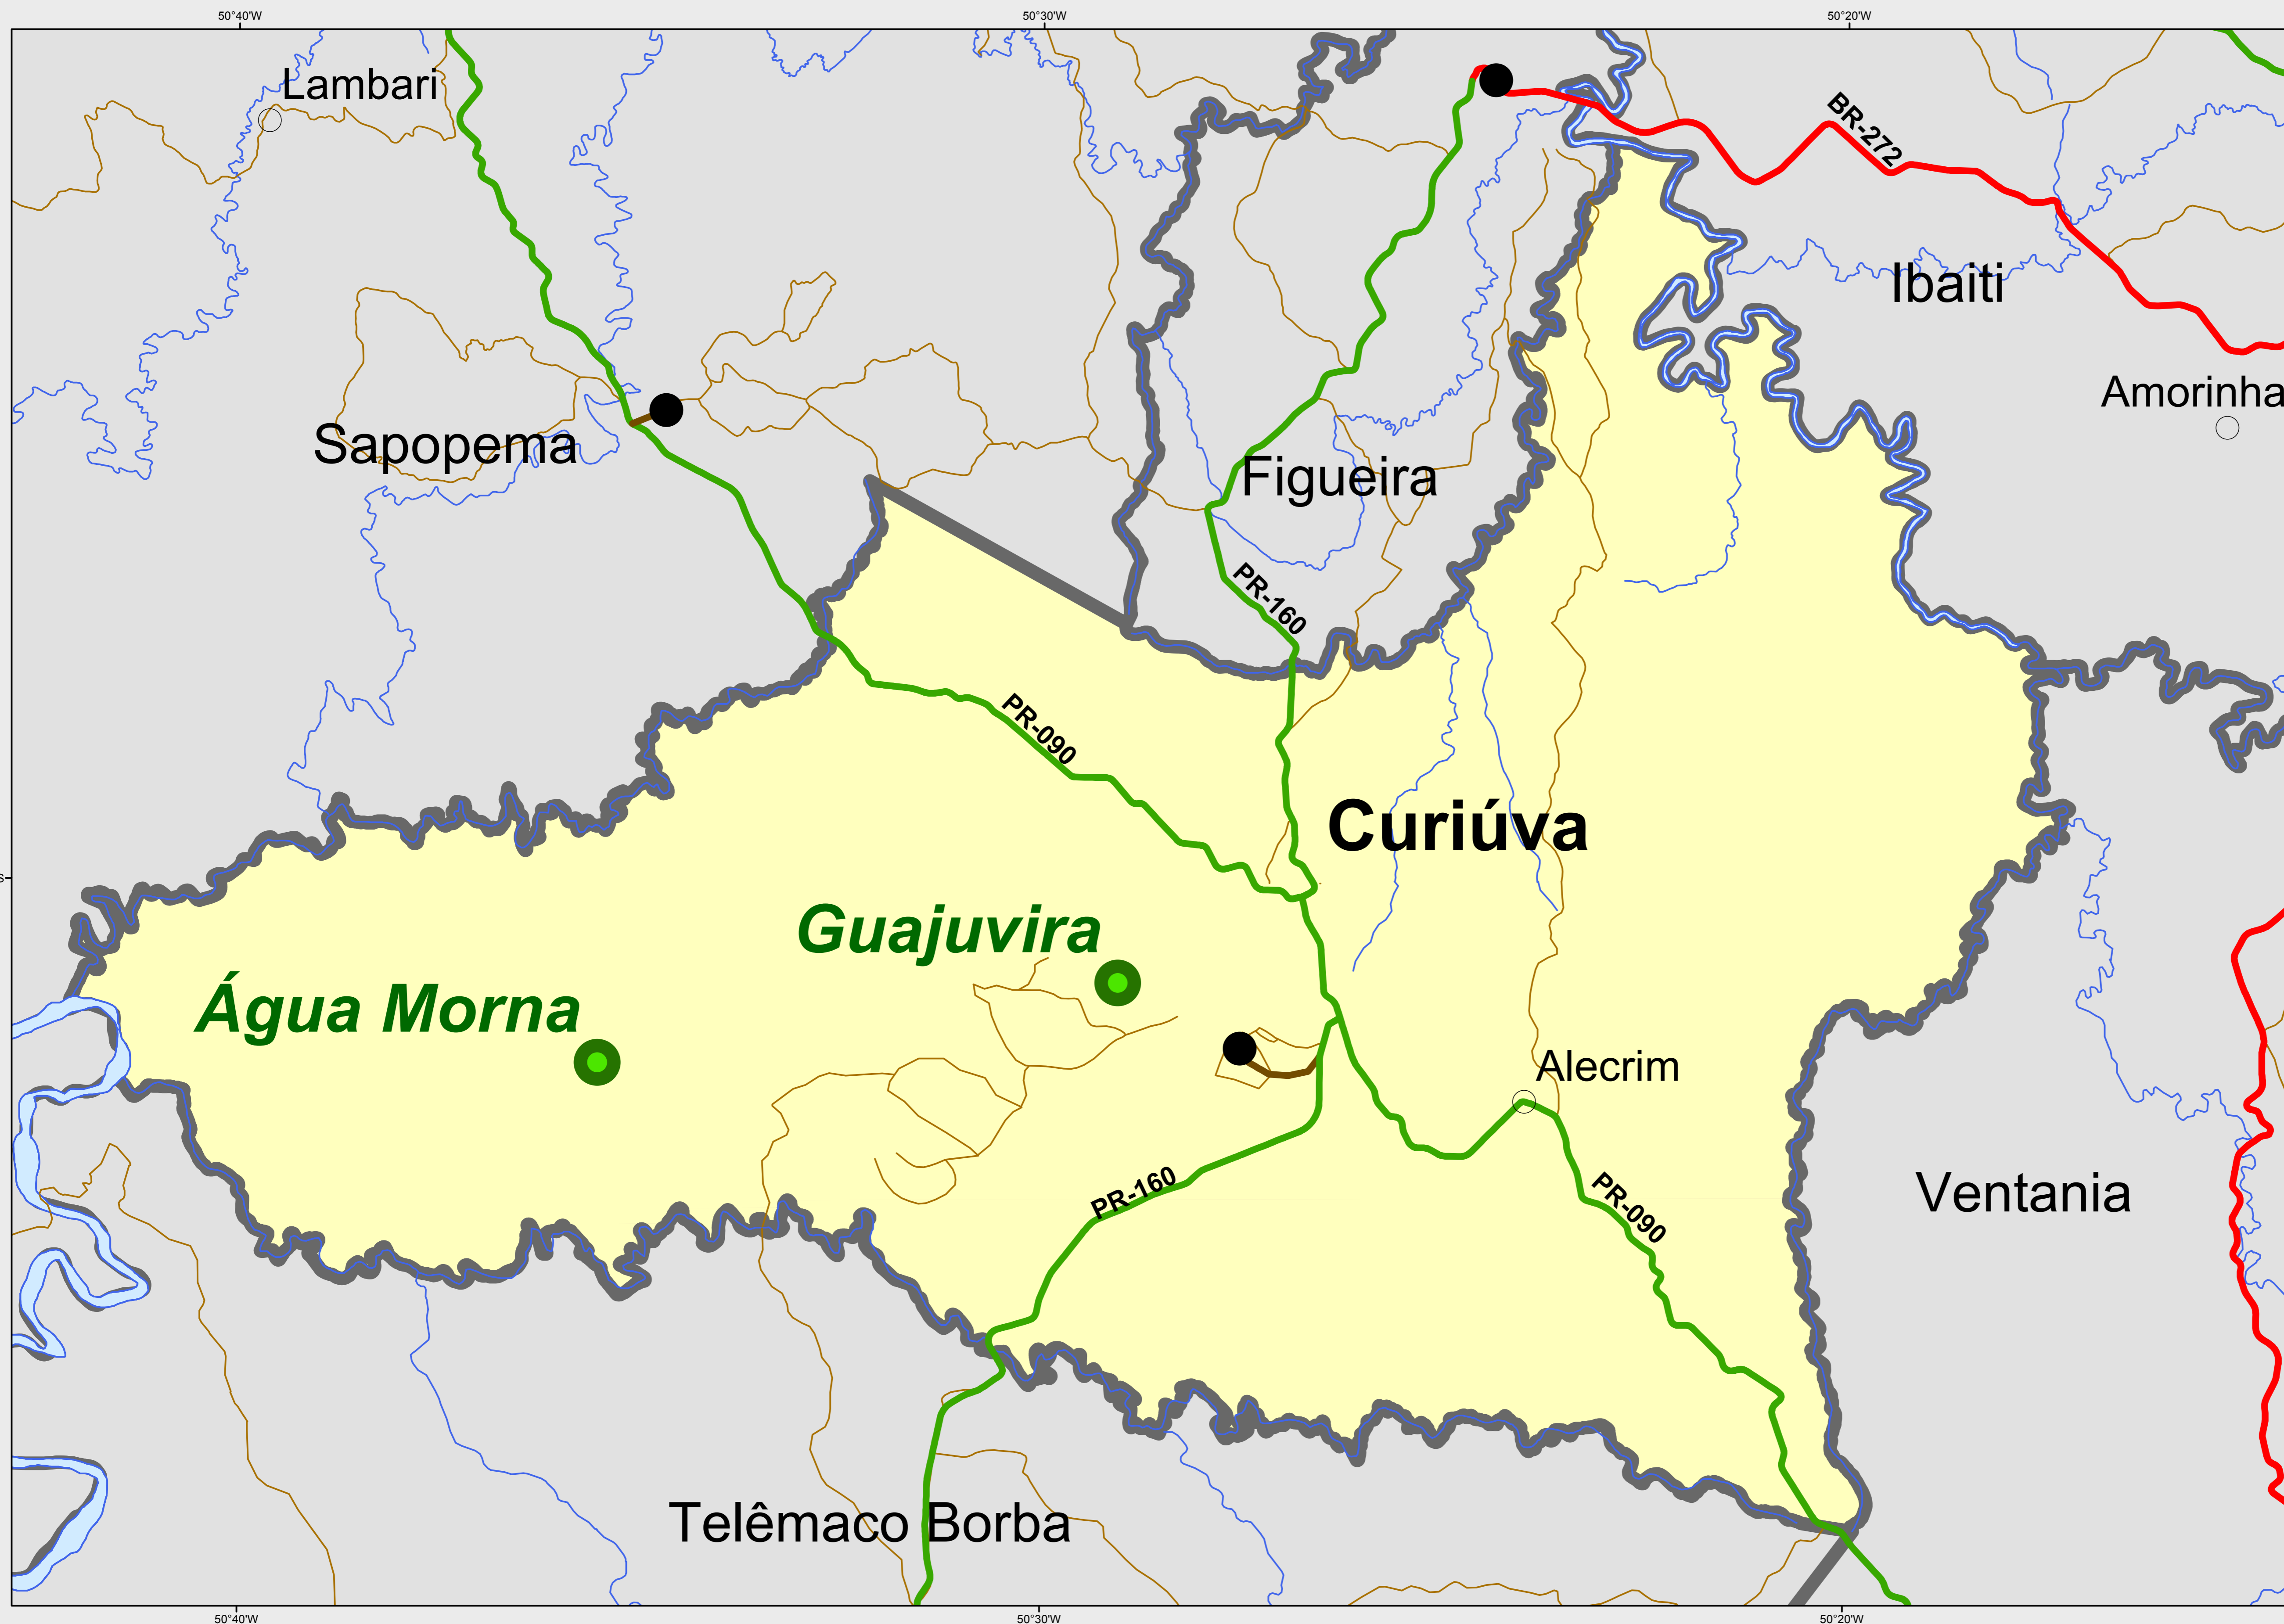 50°40'W
50°30'W
50°20'W
Lambari
BR-272
Ibaiti
Amorinha
Sapopema
Figueira
PR-160
PR-090
Curiúva
S
Guajuvira
Água Morna
Alecrim
PR-160
PR-090
Ventania
Telêmaco Borba
50°40'W
50°30'W
50°20'W